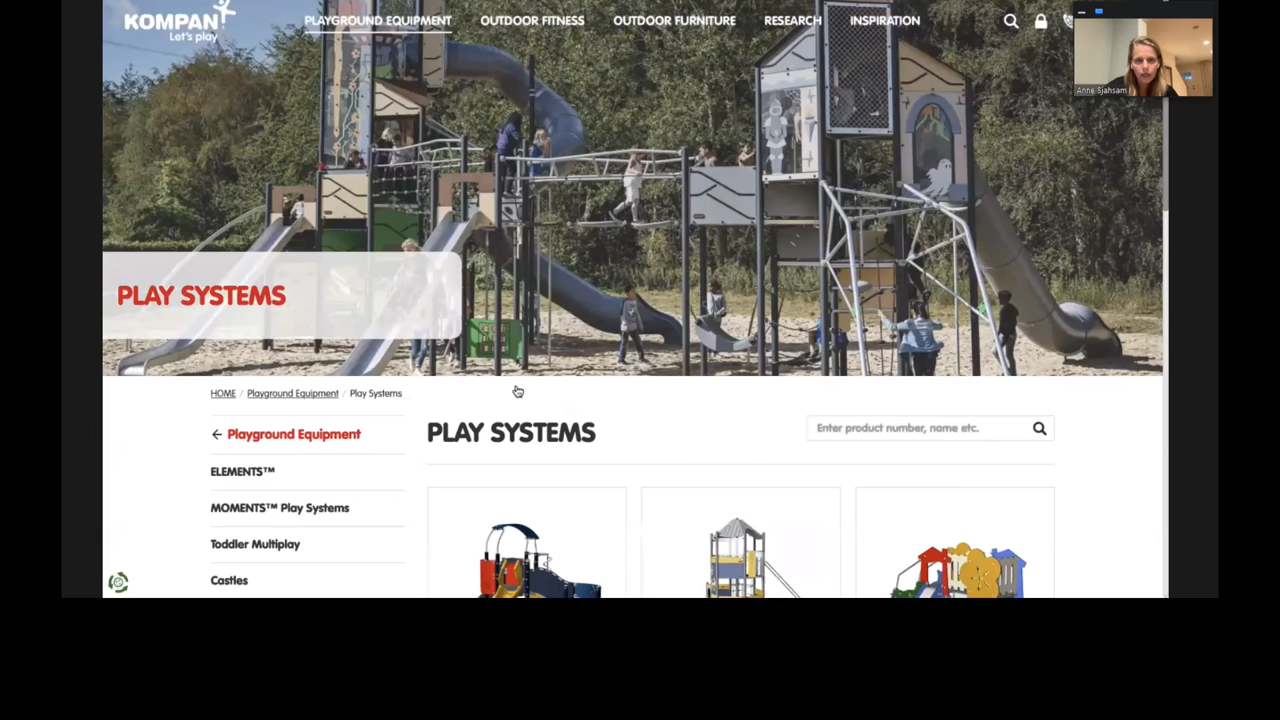 KOMPAN
Let's play
PLAYGROUND EQUIPMENT OUTDOOR FITNESS OUTDOOR FURNITURE RESEARCH INSPIRATION
Anne Sjahsam
PLAY SYSTEMS
HOME / Playground Equipment / Play Systems
← Playground Equipment
PLAY SYSTEMS
Enter product number, name etc.
ELEMENTS™
MOMENTS™ Play Systems
Toddler Multiplay
Castles